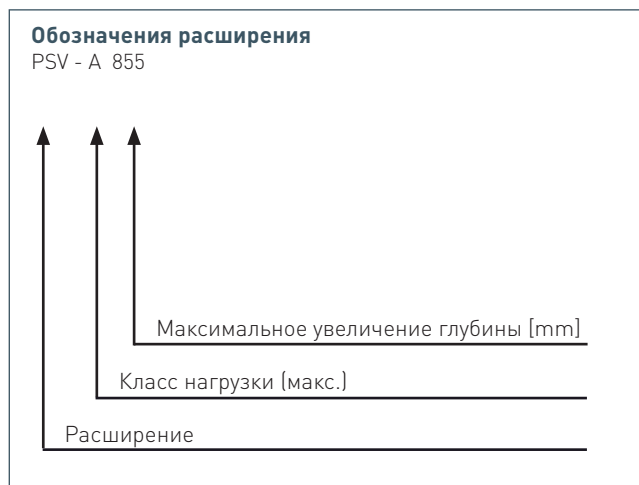 Обозначения расширения
PSV - A 855
Максимальное увеличение глубины [mm]
Класс нагрузки (макс.)
Расширение